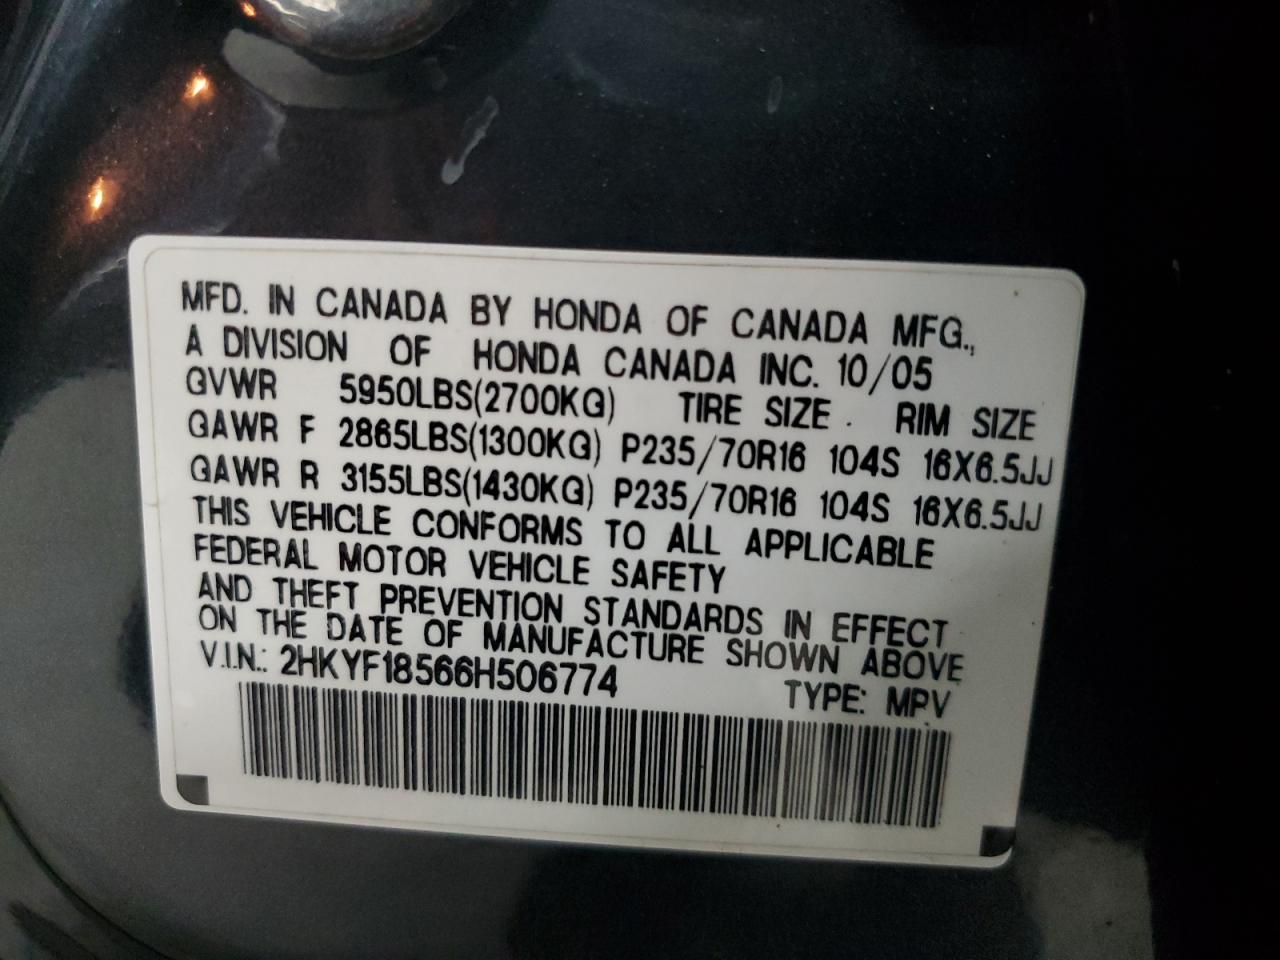 MFD. IN CANADA BY HONDA OF CANADA MFG.,
A DIVISION OF HONDA CANADA INC. 10/05
GVWR 5950LBS(2700KG) TIRE SIZE RIM SIZE
GAWR F 2865LBS(1300KG) P235/70R16 104S 16X6.5JJ
GAWR R 3155LBS(1430KG) P235/70R16 104S 16X6.5JJ
THIS VEHICLE CONFORMS TO ALL APPLICABLE
FEDERAL MOTOR VEHICLE SAFETY
AND THEFT PREVENTION STANDARDS IN EFFECT
ON THE DATE OF MANUFACTURE SHOWN ABOVE
V.I.N.: 2HKYF18566H506774 TYPE: MPV